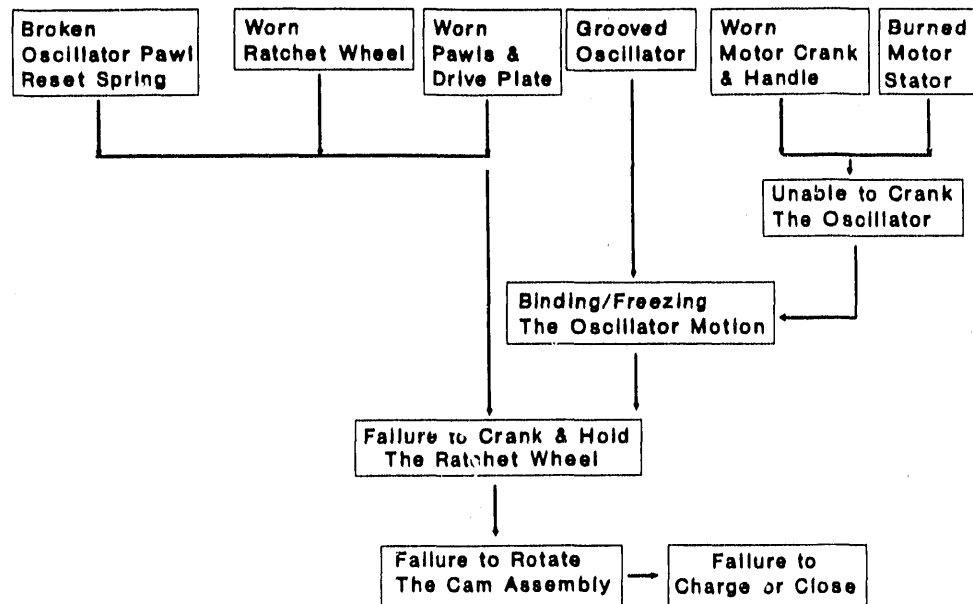 Broken
Oscillator Pawl
Reset Spring
Worn
Ratchet Wheel
Worn
Pawls &
Drive Plate
Grooved
Oscillator
Worn
Motor Crank
& Handle
Burned
Motor
Stator
Unable to Crank
The Oscillator
Binding/Freezing
The Oscillator Motion
Failure to Crank & Hold
The Ratchet Wheel
Failure to Rotate
The Cam Assembly
Failure to
Charge or Close